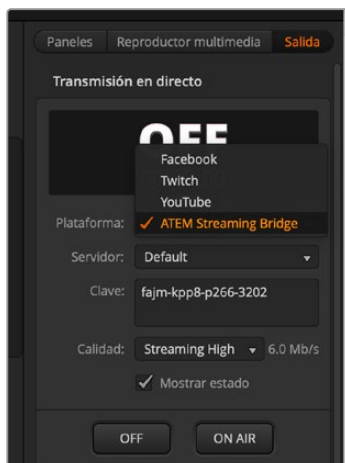 Paneles Reproductor multimedia Salida
Transmisión en directo
OFF
Facebook
Twitch
YouTube
Plataforma: ✓ ATEM Streaming Bridge
Servidor: Default
Clave: fajm-kpp8-p266-3202
Calidad: Streaming High 6.0 Mb/s
Mostrar estado
OFF ON AIR